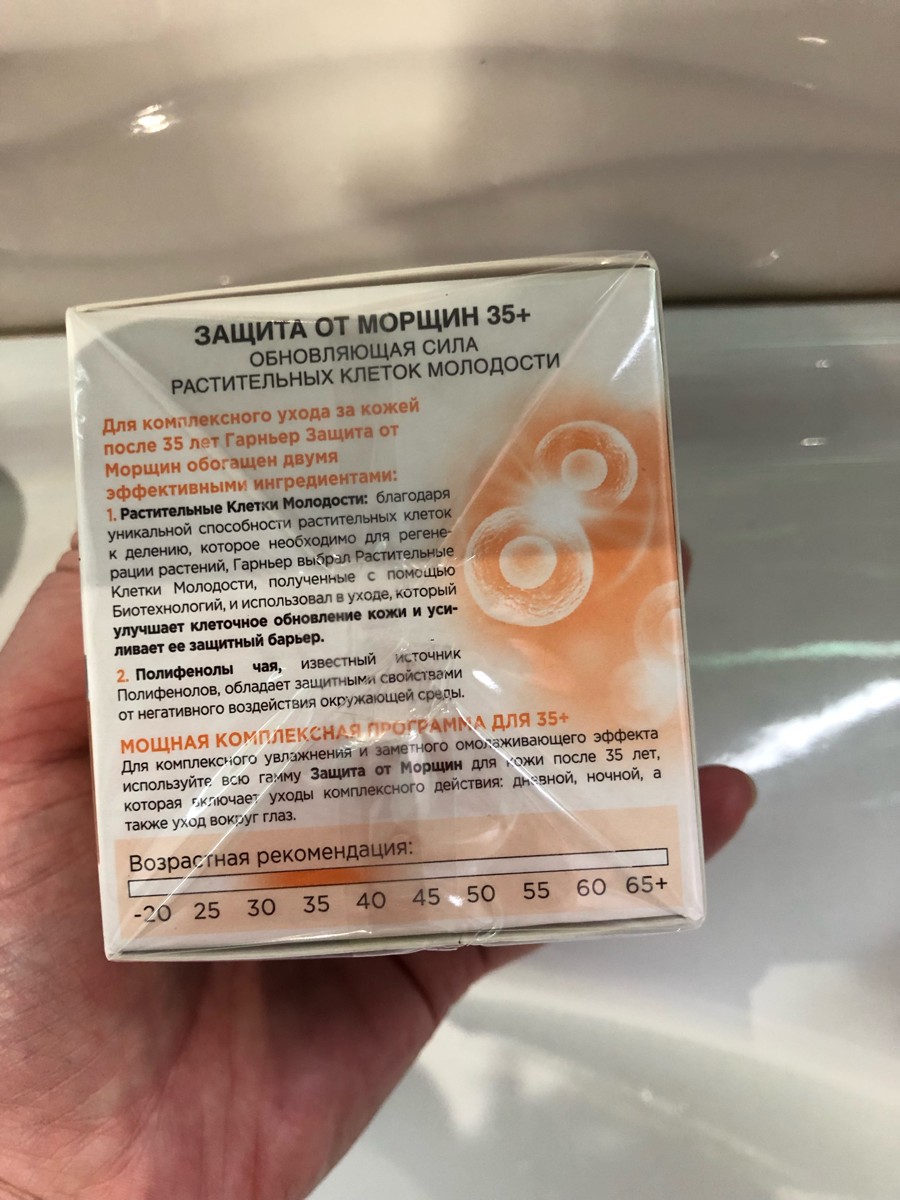 ЗАЩИТА ОТ МОРЩИН 35+
ОБНОВЛЯЮЩАЯ СИЛА
РАСТИТЕЛЬНЫХ КЛЕТОК МОЛОДОСТИ
Для комплексного ухода за кожей
после 35 лет Гарньер Защита от
Морщин обогащен двумя
эффективными ингредиентами:
1. Растительные Клетки Молодости: благодаря
уникальной способности растительных клеток
к делению, которое необходимо для регене-
рации растений, Гарньер выбрал Растительные
Клетки Молодости, полученные с помощью
Биотехнологий, и использовал в уходе, который
улучшает клеточное обновление кожи и уси-
ливает ее защитный барьер.
2. Полифенолы чая, известный источник
Полифенолов, обладает защитными свойствами
от негативного воздействия окружающей среды.
МОЩНАЯ КОМПЛЕКСНАЯ ПРОГРАММА ДЛЯ 35+
Для комплексного увлажнения и заметного омолаживающего эффекта
используйте всю гамму Защита от Морщин для кожи после 35 лет,
которая включает уходы комплексного действия: дневной, ночной, а
также уход вокруг глаз.
Возрастная рекомендация:
-20 25 30 35 40 45 50 55 60 65+